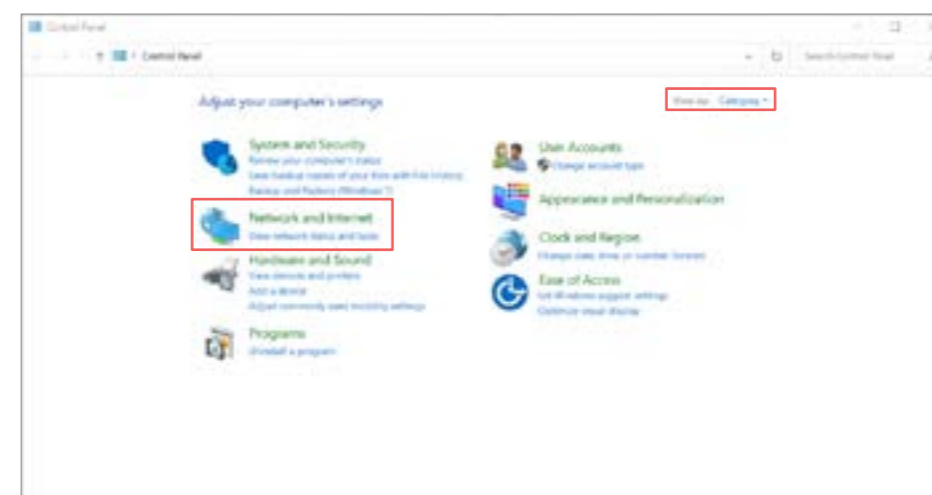 Control Panel
Control Panel
Search Control Panel
Adjust your computer's settings
View by: Category
System and Security
Review your computer's status
Save backup copies of your files with File History
Backup and Restore (Windows 7)
Network and Internet
View network status and tasks
Hardware and Sound
View devices and printers
Add a device
Adjust commonly used mobility settings
Programs
Uninstall a program
User Accounts
Change account type
Appearance and Personalization
Clock and Region
Change date, time, or number formats
Ease of Access
Let Windows suggest settings
Optimize visual display